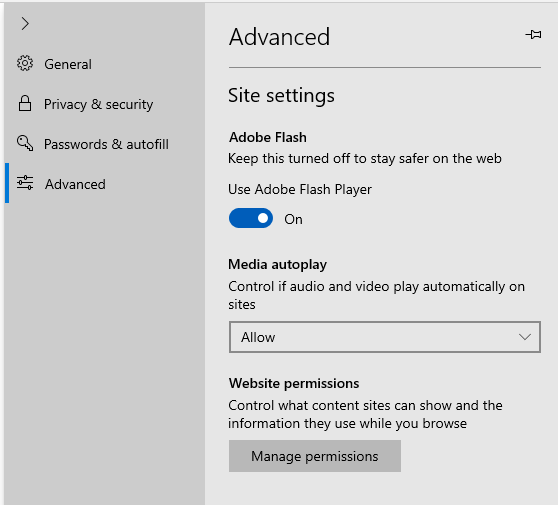 General
Privacy & security
Passwords & autofill
Advanced
Advanced
Site settings
Adobe Flash
Keep this turned off to stay safer on the web
Use Adobe Flash Player
On
Media autoplay
Control if audio and video play automatically on
sites
Allow
Website permissions
Control what content sites can show and the
information they use while you browse
Manage permissions